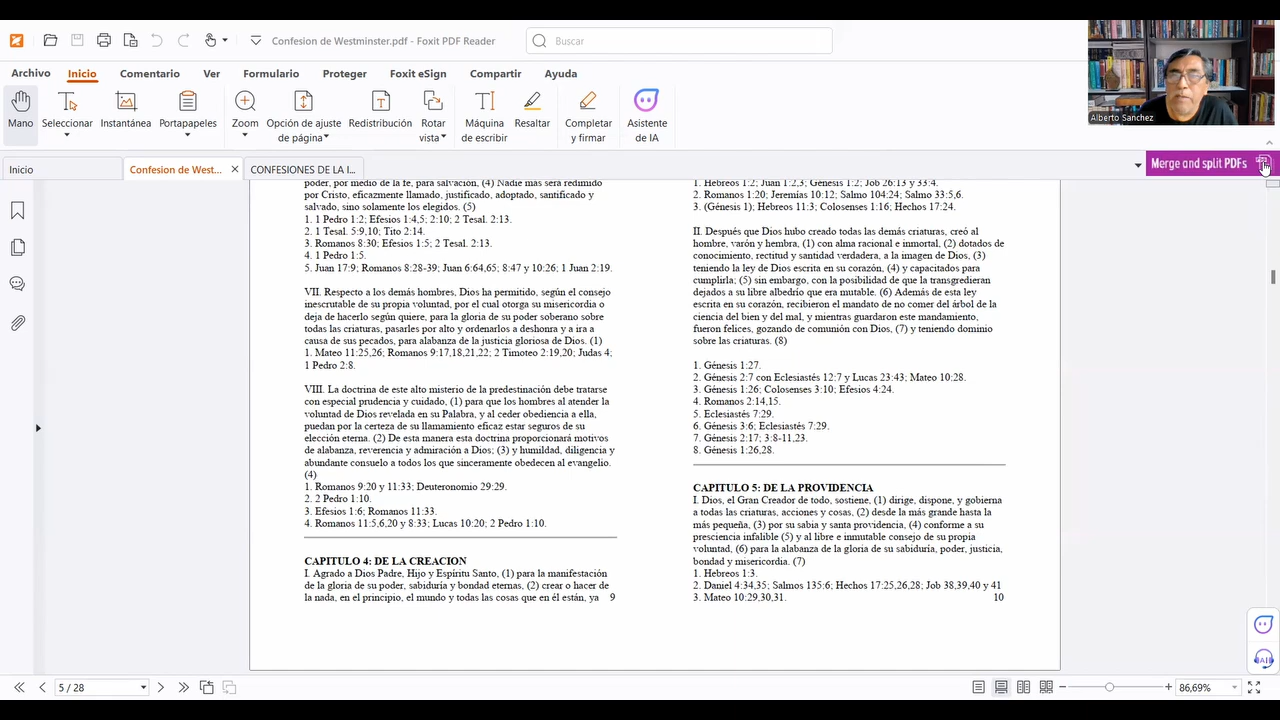 Confesion de Westminster.pdf - Foxit PDF Reader
Buscar
Archivo
Inicio
Comentario
Ver
Formulario
Proteger
Foxit eSign
Compartir
Ayuda
Mano
Seleccionar
Instantánea
Portapapeles
Zoom
Opción de ajuste
de página
Redistribución
Rotar
vista
Máquina
de escribir
Resaltar
Completar
y firmar
Asistente
de IA
Alberto Sanchez
Inicio
Confesion de West...
CONFESIONES DE LA I...
Merge and split PDFs
poder, por medio de la fe, para salvación, (4) Nadie más será redimido
por Cristo, eficazmente llamado, justificado, adoptado, santificado y
salvado, sino solamente los elegidos. (5)
1. 1 Pedro 1:2; Efesios 1:4,5; 2:10; 2 Tesal. 2:13.
2. 1 Tesal. 5:9,10; Tito 2:14.
3. Romanos 8:30; Efesios 1:5; 2 Tesal. 2:13.
4. 1 Pedro 1:5.
5. Juan 17:9; Romanos 8:28-39; Juan 6:64,65; 8:47 y 10:26; 1 Juan 2:19.
VII. Respecto a los demás hombres, Dios ha permitido, según el consejo
inescrutable de su propia voluntad, por el cual otorga su misericordia o
deja de hacerlo según quiere, para la gloria de su poder soberano sobre
todas las criaturas, pasarles por alto y ordenarlos a deshonra y a ira a
causa de sus pecados, para alabanza de la justicia gloriosa de Dios. (1)
1. Mateo 11:25,26; Romanos 9:17,18,21,22; 2 Timoteo 2:19,20; Judas 4;
1 Pedro 2:8.
VIII. La doctrina de este alto misterio de la predestinación debe tratarse
con especial prudencia y cuidado, (1) para que los hombres al atender la
voluntad de Dios revelada en su Palabra, y al ceder obediencia a ella,
puedan por la certeza de su llamamiento eficaz estar seguros de su
elección eterna. (2) De esta manera esta doctrina proporcionará motivos
de alabanza, reverencia y admiración a Dios; (3) y humildad, diligencia y
abundante consuelo a todos los que sinceramente obedecen al evangelio.
(4)
1. Romanos 9:20 y 11:33; Deuteronomio 29:29.
2. 2 Pedro 1:10.
3. Efesios 1:6; Romanos 11:33.
4. Romanos 11:5,6,20 y 8:33; Lucas 10:20; 2 Pedro 1:10.
CAPITULO 4: DE LA CREACION
I. Agrado a Dios Padre, Hijo y Espíritu Santo, (1) para la manifestación
de la gloria de su poder, sabiduría y bondad eternas, (2) crear o hacer de
la nada, en el principio, el mundo y todas las cosas que en él están, ya 9
1. Hebreos 1:2; Juan 1:2,3; Génesis 1:2; Job 26:13 y 33:4.
2. Romanos 1:20; Jeremías 10:12; Salmo 104:24; Salmo 33:5,6.
3. (Génesis 1); Hebreos 11:3; Colosenses 1:16; Hechos 17:24.
II. Después que Dios hubo creado todas las demás criaturas, creó al
hombre, varón y hembra, (1) con alma racional e inmortal, (2) dotados de
conocimiento, rectitud y santidad verdadera, a la imagen de Dios, (3)
teniendo la ley de Dios escrita en su corazón, (4) y capacitados para
cumplirla; (5) sin embargo, con la posibilidad de que la transgredieran
dejados a su libre albedrío que era mutable. (6) Además de esta ley
escrita en su corazón, recibieron el mandato de no comer del árbol de la
ciencia del bien y del mal, y mientras guardaron este mandamiento,
fueron felices, gozando de comunión con Dios, (7) y teniendo dominio
sobre las criaturas. (8)
1. Génesis 1:27.
2. Génesis 2:7 con Eclesiastés 12:7 y Lucas 23:43; Mateo 10:28.
3. Génesis 1:26; Colosenses 3:10; Efesios 4:24.
4. Romanos 2:14,15.
5. Eclesiastés 7:29.
6. Génesis 3:6; Eclesiastés 7:29.
7. Génesis 2:17; 3:8-11,23.
8. Génesis 1:26,28.
CAPITULO 5: DE LA PROVIDENCIA
I. Dios, el Gran Creador de todo, sostiene, (1) dirige, dispone, y gobierna
a todas las criaturas, acciones y cosas, (2) desde la más grande hasta la
más pequeña, (3) por su sabia y santa providencia, (4) conforme a su
presciencia infalible (5) y al libre e inmutable consejo de su propia
voluntad, (6) para la alabanza de la gloria de su sabiduría, poder, justicia,
bondad y misericordia. (7)
1. Hebreos 1:3.
2. Daniel 4:34,35; Salmos 135:6; Hechos 17:25,26,28; Job 38,39,40 y 41
3. Mateo 10:29,30,31. 10
5 / 28
86,69%